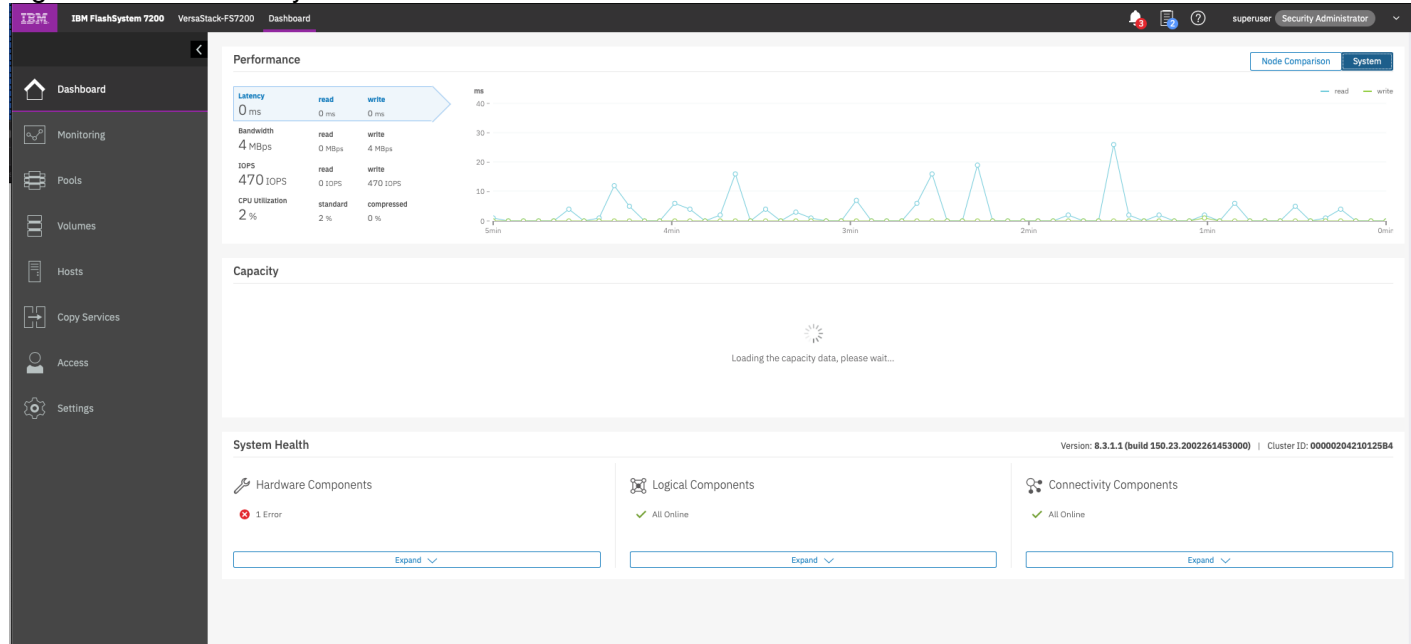 IBM IBM FlashSystem 7200 VersaStack-FS7200 Dashboard 3 2 superuser Security Administrator
Performance Node Comparison System
Dashboard
Monitoring
Pools
Volumes
Hosts
Copy Services
Access
Settings
Latency read write
0 ms 0 ms 0 ms
Bandwidth read write
4 MBps 0 MBps 4 MBps
IOPS read write
470 IOPS 0 IOPS 470 IOPS
CPU Utilization standard compressed
2 % 2 % 0 %
ms read write
40
30
20
10
0
5min 4min 3min 2min 1min 0min
Capacity
Loading the capacity data, please wait...
System Health Version: 8.3.1.1 (build 150.23.2002261453000) | Cluster ID: 00000204210125B4
Hardware Components Logical Components Connectivity Components
1 Error All Online All Online
Expand Expand Expand